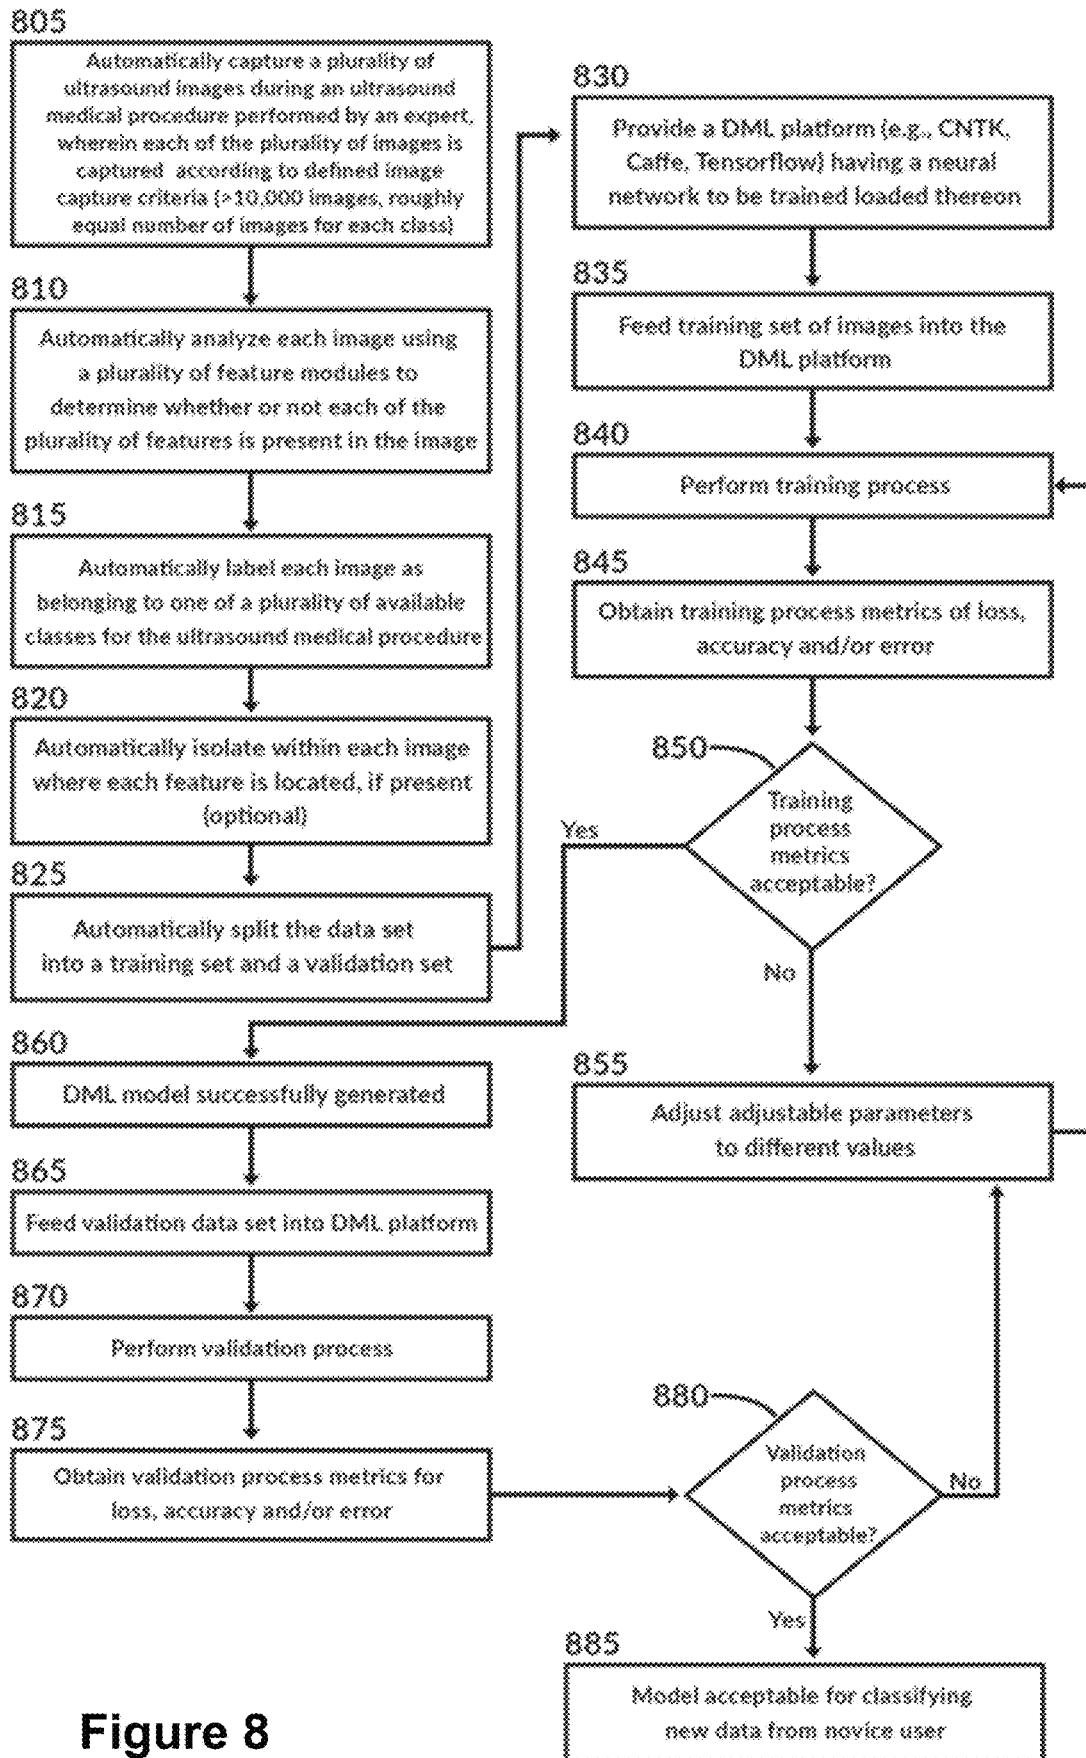 805
Automatically capture a plurality of
ultrasound images during an ultrasound
medical procedure performed by an expert,
wherein each of the plurality of images is
captured according to defined image
capture criteria (>10,000 images, roughly
equal number of images for each class)
810
Automatically analyze each image using
a plurality of feature modules to
determine whether or not each of the
plurality of features is present in the image
815
Automatically label each image as
belonging to one of a plurality of available
classes for the ultrasound medical procedure
820
Automatically isolate within each image
where each feature is located, if present
(optional)
825
Automatically split the data set
into a training set and a validation set
830
Provide a DML platform (e.g., CNTK,
Caffe, Tensorflow) having a neural
network to be trained loaded thereon
835
Feed training set of images into the
DML platform
840
Perform training process
845
Obtain training process metrics of loss,
accuracy and/or error
850
Training
process
metrics
acceptable?
Yes
No
855
Adjust adjustable parameters
to different values
860
DML model successfully generated
865
Feed validation data set into DML platform
870
Perform validation process
875
Obtain validation process metrics for
loss, accuracy and/or error
880
Validation
process
metrics
acceptable?
No
Yes
885
Model acceptable for classifying
new data from novice user
Figure 8